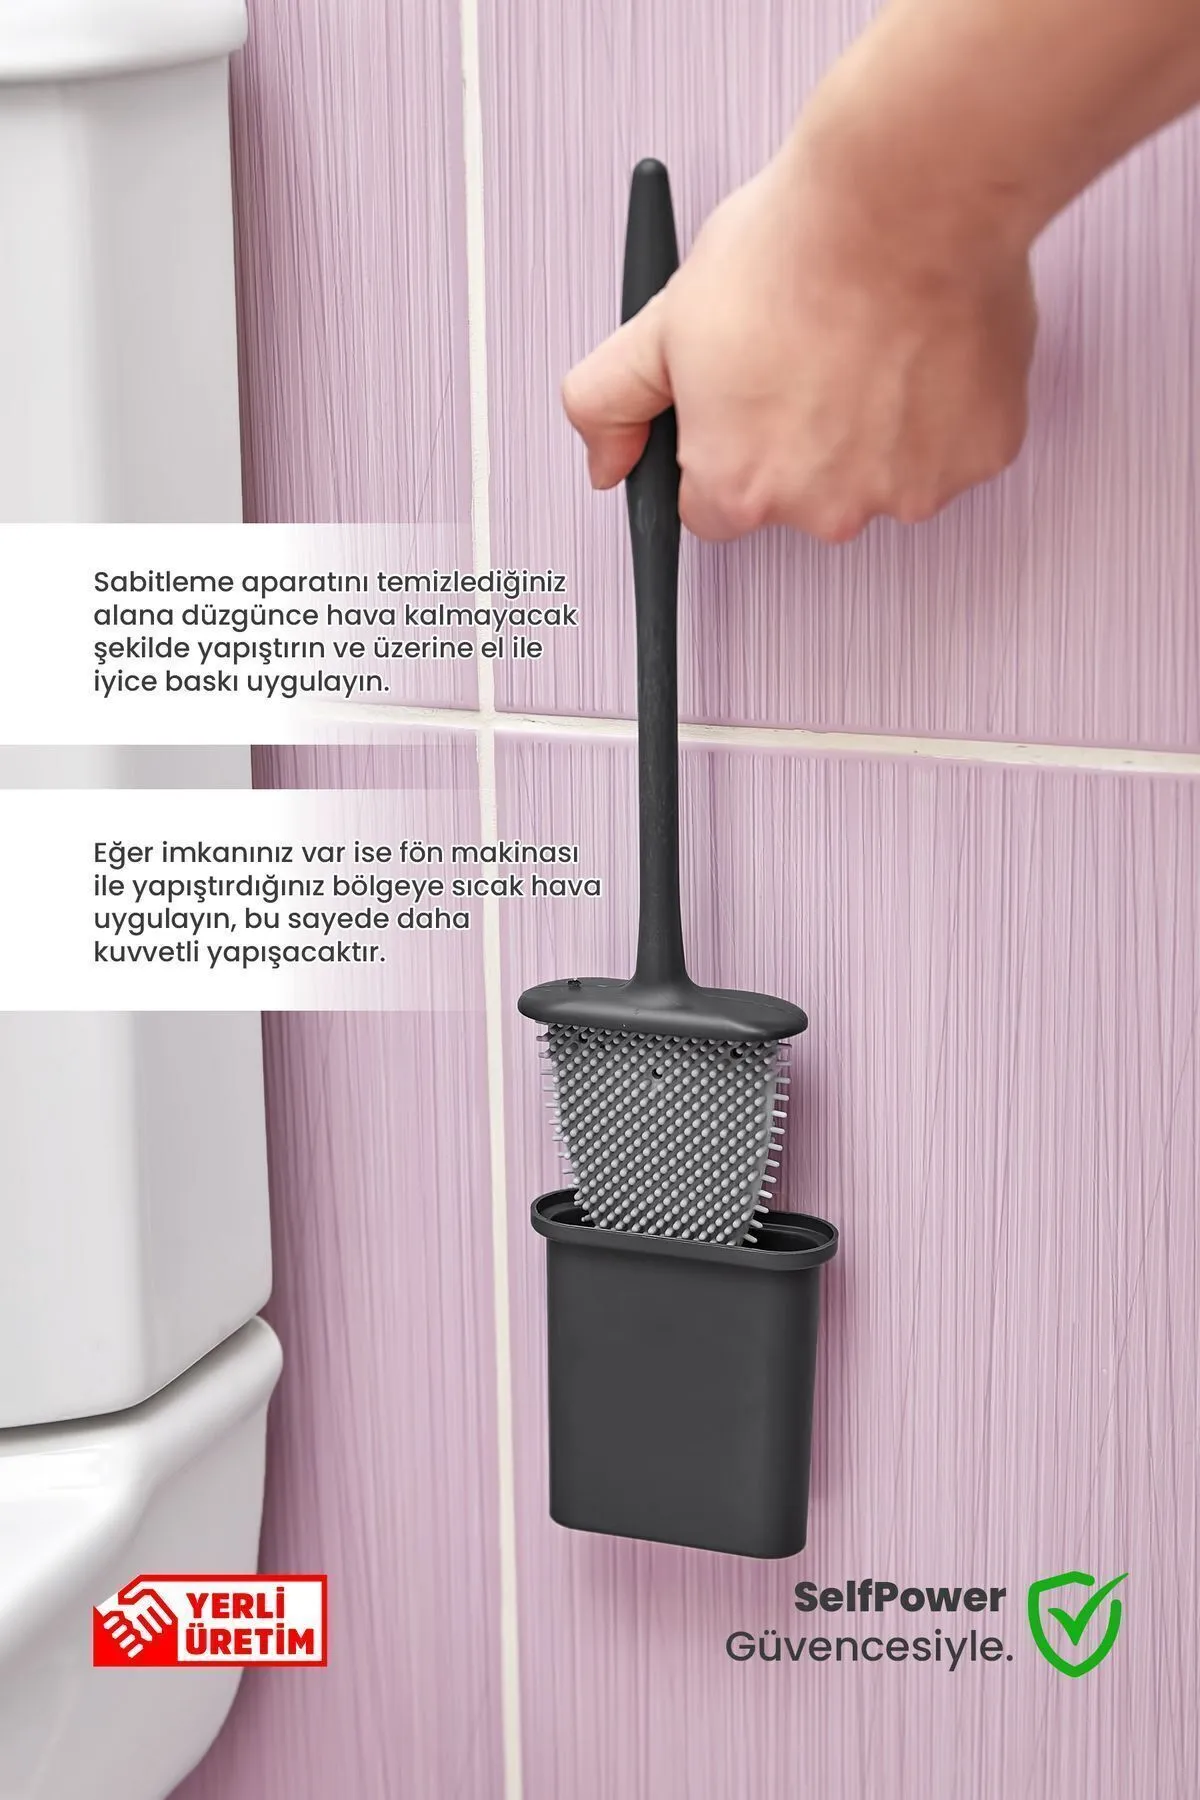 Sabitleme aparatını temizlediğiniz
alana düzgünce hava kalmayacak
şekilde yapıştırın ve üzerine el ile
iyice baskı uygulayın.
Eğer imkanınız var ise fön makinası
ile yapıştırdığınız bölgeye sıcak hava
uygulayın, bu sayede daha
kuvvetli yapışacaktır.
YERLİ
ÜRETİM
SelfPower
Güvencesiyle.